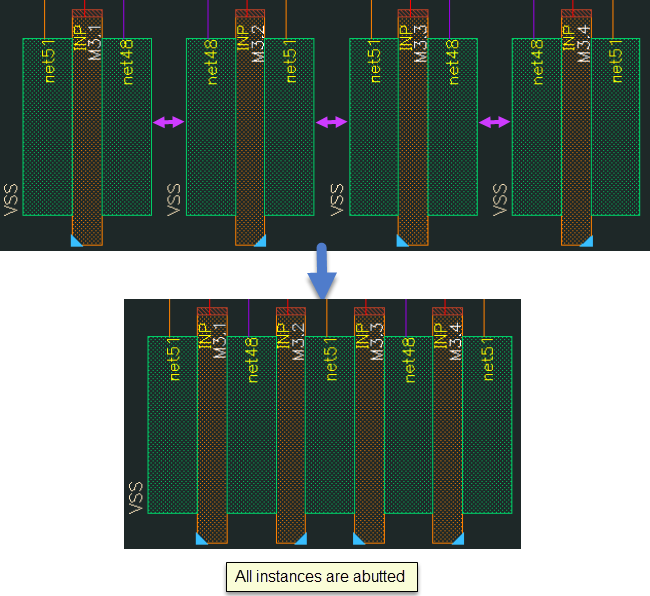 INP M3.1 INP M3.2 INP M3.3 INP M3.4
net51 net48 net48 net51 net51 net48 net48 net51
VSS VSS VSS VSS
INP M3.1 INP M3.2 INP M3.3 INP M3.4
net51 net48 net51 net48 net51
VSS
All instances are abutted